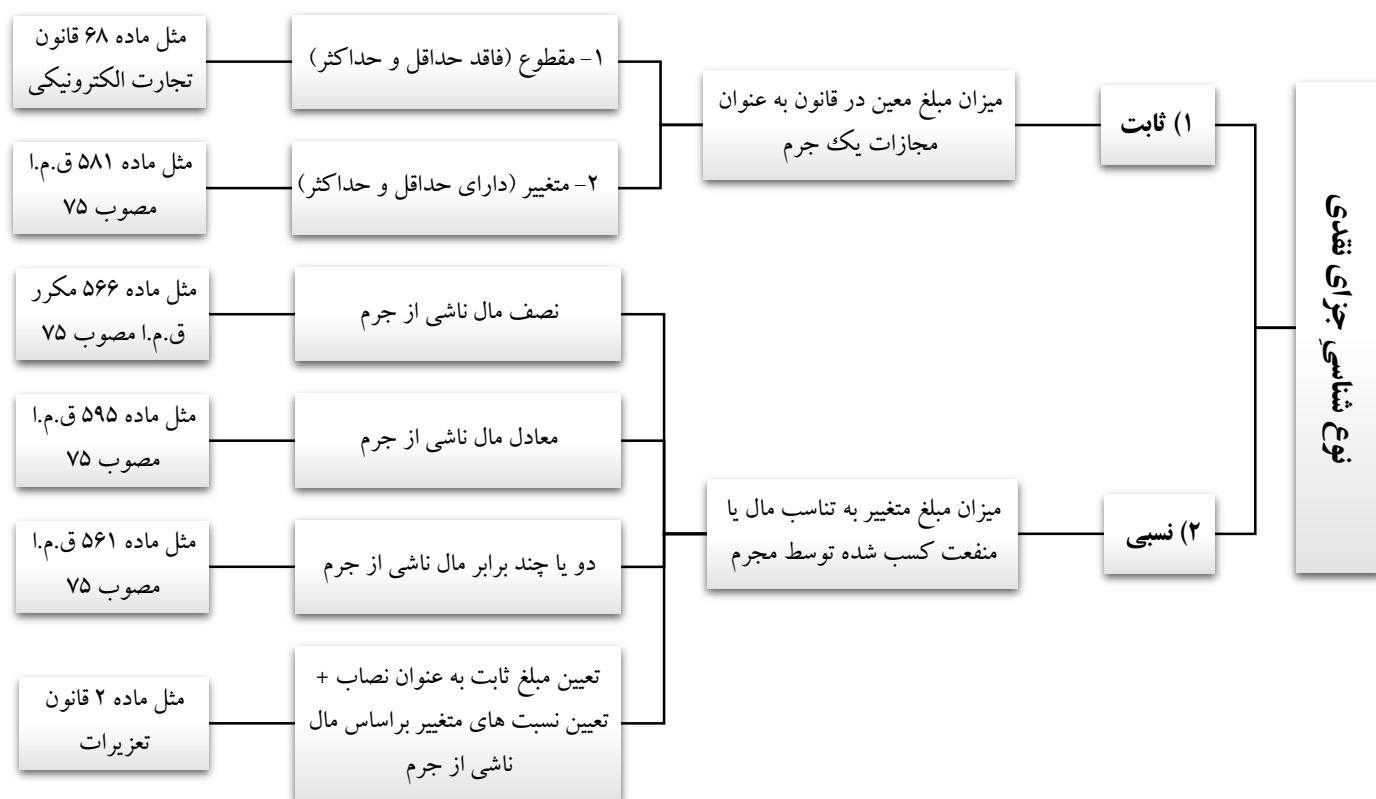 نوع شناسیِ جزای نقدی
۱) ثابت
میزان مبلغ معین در قانون به عنوان
مجازات یک جرم
۱- مقطوع (فاقد حداقل و حداکثر)
مثل ماده ۶۸ قانون
تجارت الکترونیکی
۲- متغییر (دارای حداقل و حداکثر)
مثل ماده ۵۸۱ ق.م.ا
مصوب ۷۵
۲) نسبی
میزان مبلغ متغییر به تناسب مال یا
منفعت کسب شده توسط مجرم
نصف مال ناشی از جرم
مثل ماده ۵۶۶ مکرر
ق.م.ا مصوب ۷۵
معادل مال ناشی از جرم
مثل ماده ۵۹۵ ق.م.ا
مصوب ۷۵
دو یا چند برابر مال ناشی از جرم
مثل ماده ۵۶۱ ق.م.ا
مصوب ۷۵
تعیین مبلغ ثابت به عنوان نصاب +
تعیین نسبت های متغییر براساس مال
ناشی از جرم
مثل ماده ۲ قانون
تعزیرات